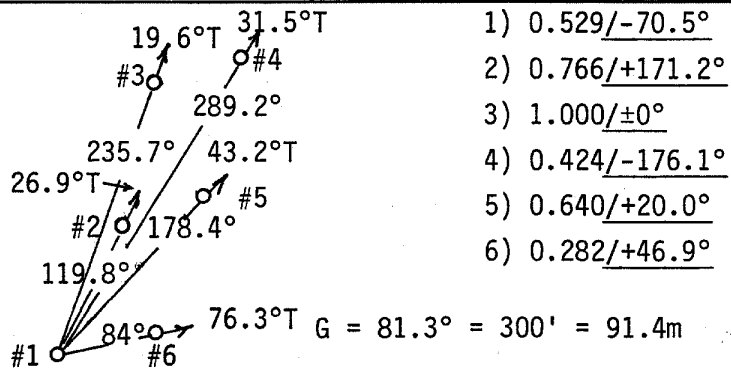 19.6°T
31.5°T
#3
#4
289.2°
235.7°
43.2°T
26.9°T
#5
#2
178.4°
119.8°
84°
76.3°T
#1
#6
1) 0.529/-70.5°
2) 0.766/+171.2°
3) 1.000/±0°
4) 0.424/-176.1°
5) 0.640/+20.0°
6) 0.282/+46.9°
G = 81.3° = 300' = 91.4m